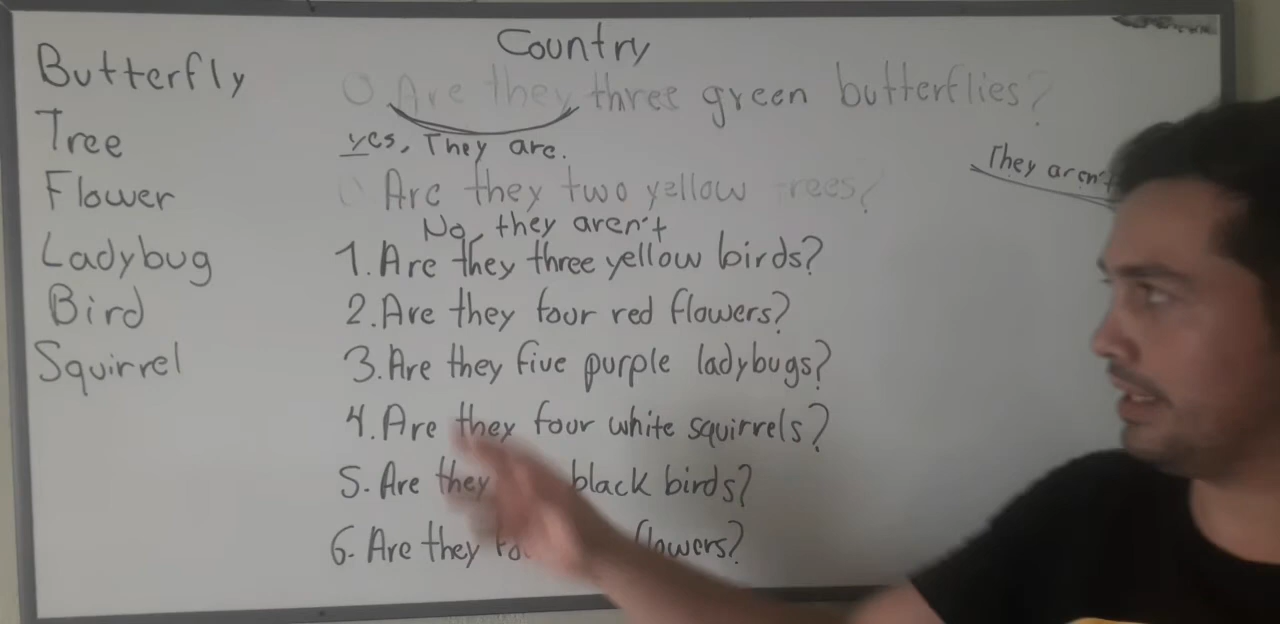 Country
Butterfly
Tree
Flower
Ladybug
Bird
Squirrel
Are they three green butterflies?
yes, They are.
They aren't
Are they two yellow trees?
No, they aren't
1. Are they three yellow birds?
2. Are they four red flowers?
3. Are they five purple ladybugs?
4. Are they four white squirrels?
5. Are they black birds?
6. Are they flowers?